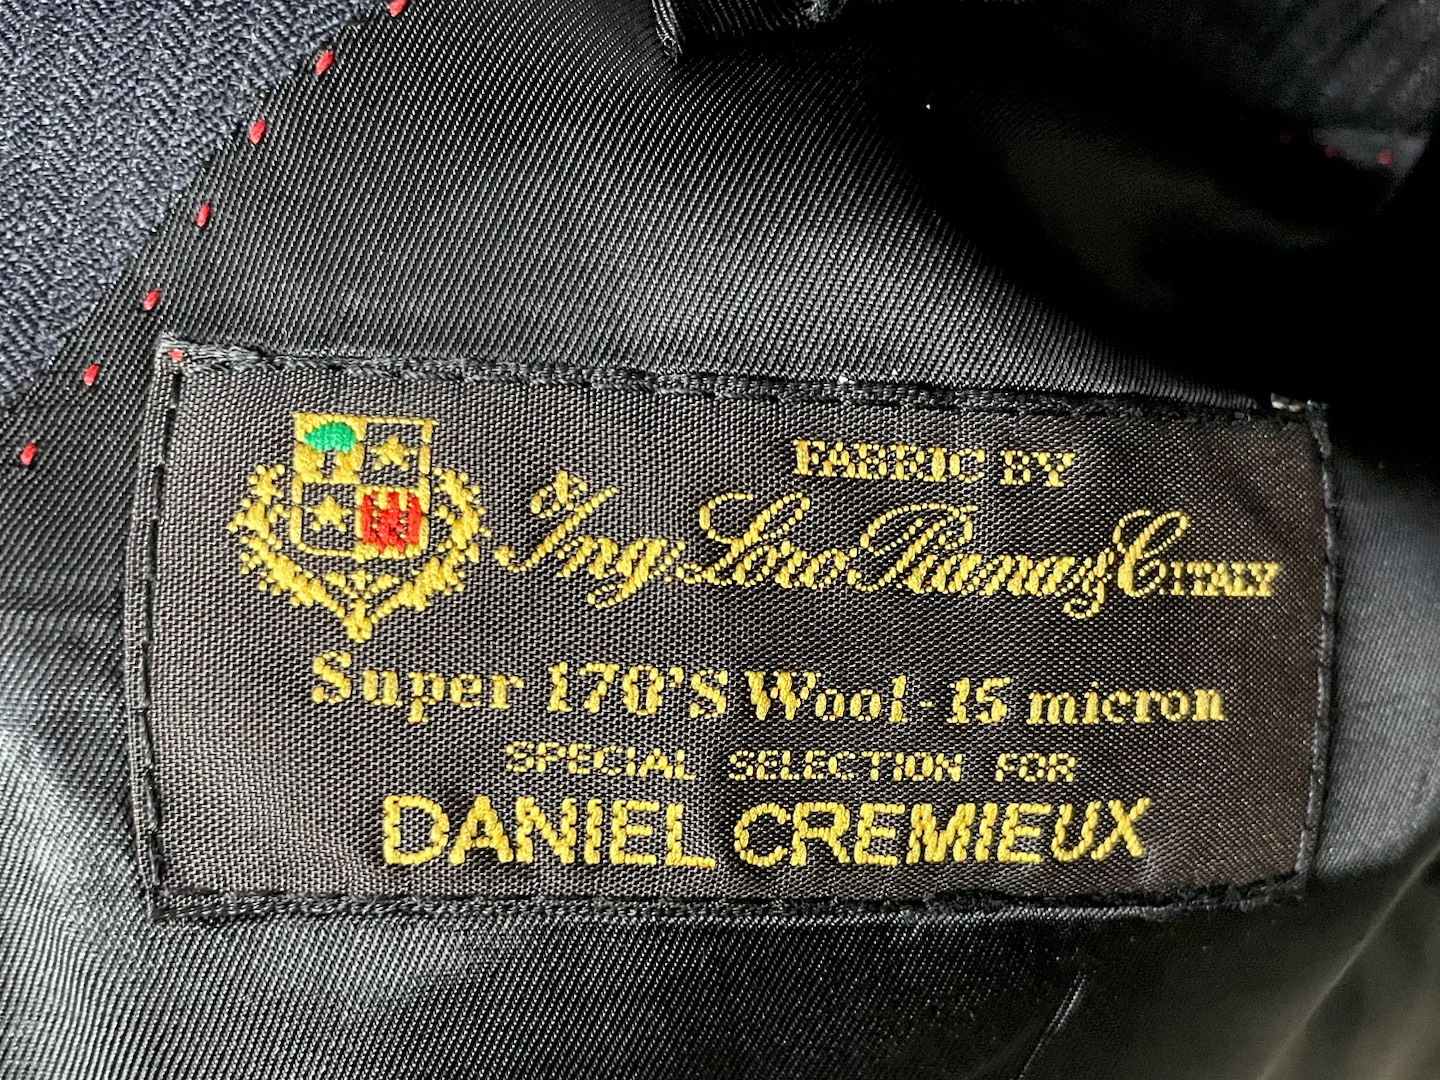 FABRIC BY
Ing. Loro Piana & C. ITALY
Super 170'S Wool - 15 micron
SPECIAL SELECTION FOR
DANIEL CREMIEUX